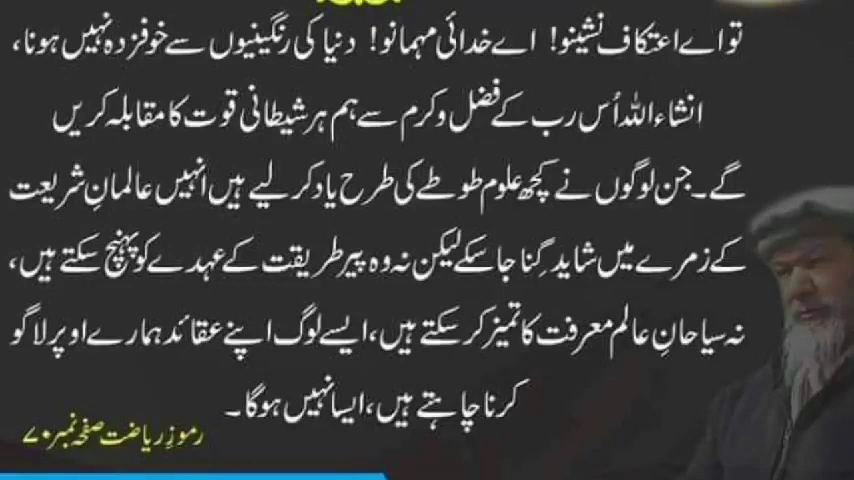 تو اے اعتکاف نشینو! اے خدائی مہمانو! دنیا کی رنگینیوں سے خوفزدہ نہیں ہونا،
انشاء اللہ اُس رب کے فضل و کرم سے ہم ہر شیطانی قوت کا مقابلہ کریں
گے۔ جن لوگوں نے کچھ علوم طوطے کی طرح یاد کر لیے ہیں انہیں عالمانِ شریعت
کے زمرے میں شاید گِنا جا سکے لیکن نہ وہ پیر طریقت کے عہدے کو پہنچ سکتے ہیں،
نہ سیاحانِ عالم معرفت کا تمیز کر سکتے ہیں، ایسے لوگ اپنے عقائد ہمارے اوپر لاگو
کرنا چاہتے ہیں، ایسا نہیں ہوگا۔
رموزِ ریاضت صفحہ نمبر ۷۰